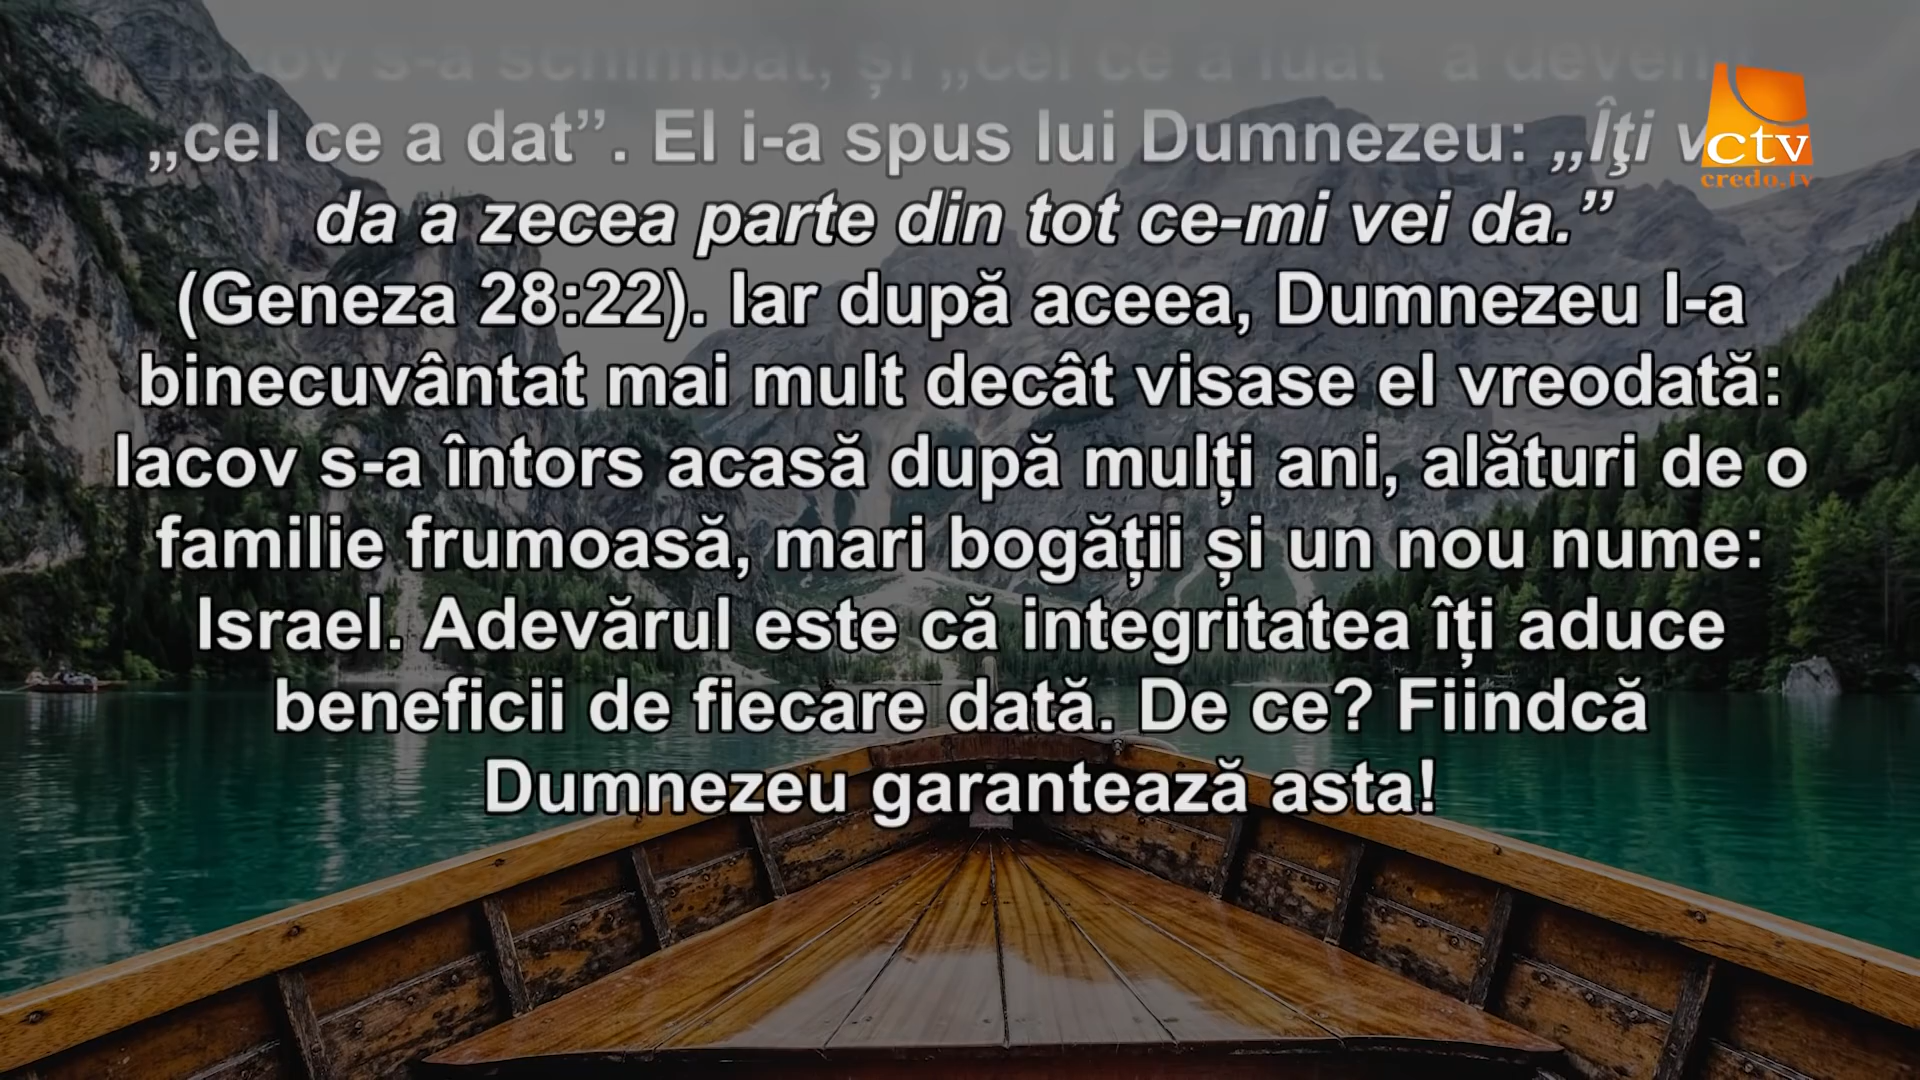 Iacov s-a schimbat, și „cel ce a luat” a devenit
„cel ce a dat”. El i-a spus lui Dumnezeu: „Îţi v
da a zecea parte din tot ce-mi vei da.”
(Geneza 28:22). Iar după aceea, Dumnezeu l-a
binecuvântat mai mult decât visase el vreodată:
Iacov s-a întors acasă după mulți ani, alături de o
familie frumoasă, mari bogății și un nou nume:
Israel. Adevărul este că integritatea îți aduce
beneficii de fiecare dată. De ce? Fiindcă
Dumnezeu garantează asta!
ctv
credo.tv